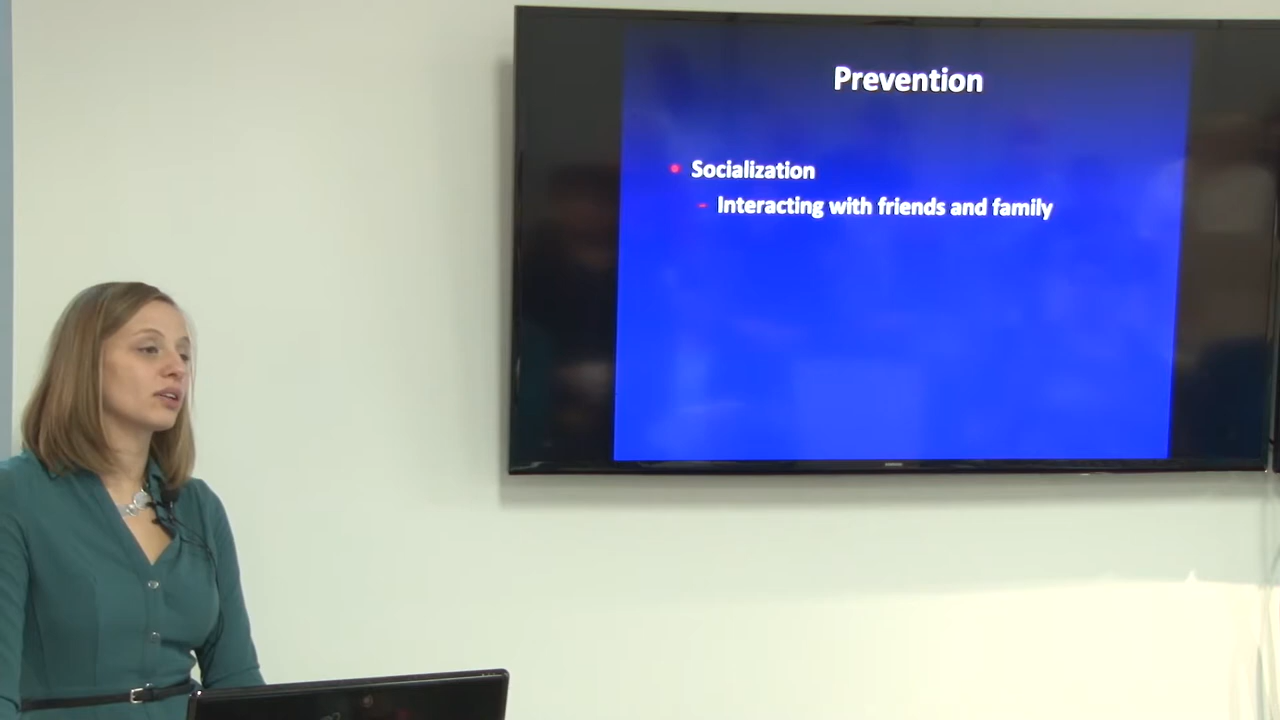 Prevention
Socialization
- Interacting with friends and family